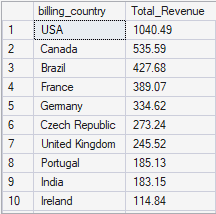 billing_country Total_Revenue
1 USA 1040.49
2 Canada 535.59
3 Brazil 427.68
4 France 389.07
5 Germany 334.62
6 Czech Republic 273.24
7 United Kingdom 245.52
8 Portugal 185.13
9 India 183.15
10 Ireland 114.84